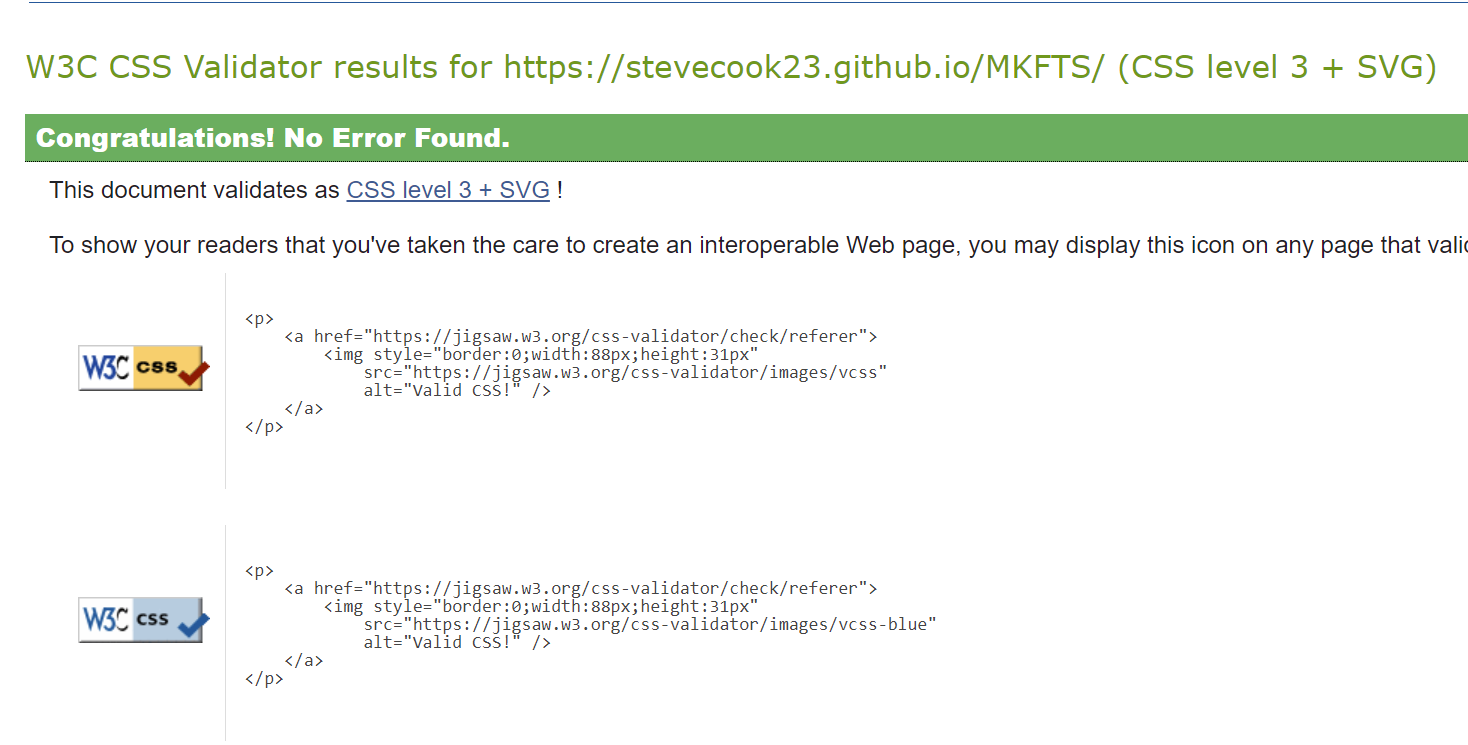 W3C CSS Validator results for https://stevecook23.github.io/MKFTS/ (CSS level 3 + SVG)
Congratulations! No Error Found.
This document validates as CSS level 3 + SVG !
To show your readers that you've taken the care to create an interoperable Web page, you may display this icon on any page that valid
W3C css
<p>
<a href="https://jigsaw.w3.org/css-validator/check/referer">
<img style="border:0;width:88px;height:31px"
src="https://jigsaw.w3.org/css-validator/images/vcss"
alt="Valid CSS!" />
</a>
</p>
W3C css
<p>
<a href="https://jigsaw.w3.org/css-validator/check/referer">
<img style="border:0;width:88px;height:31px"
src="https://jigsaw.w3.org/css-validator/images/vcss-blue"
alt="Valid CSS!" />
</a>
</p>